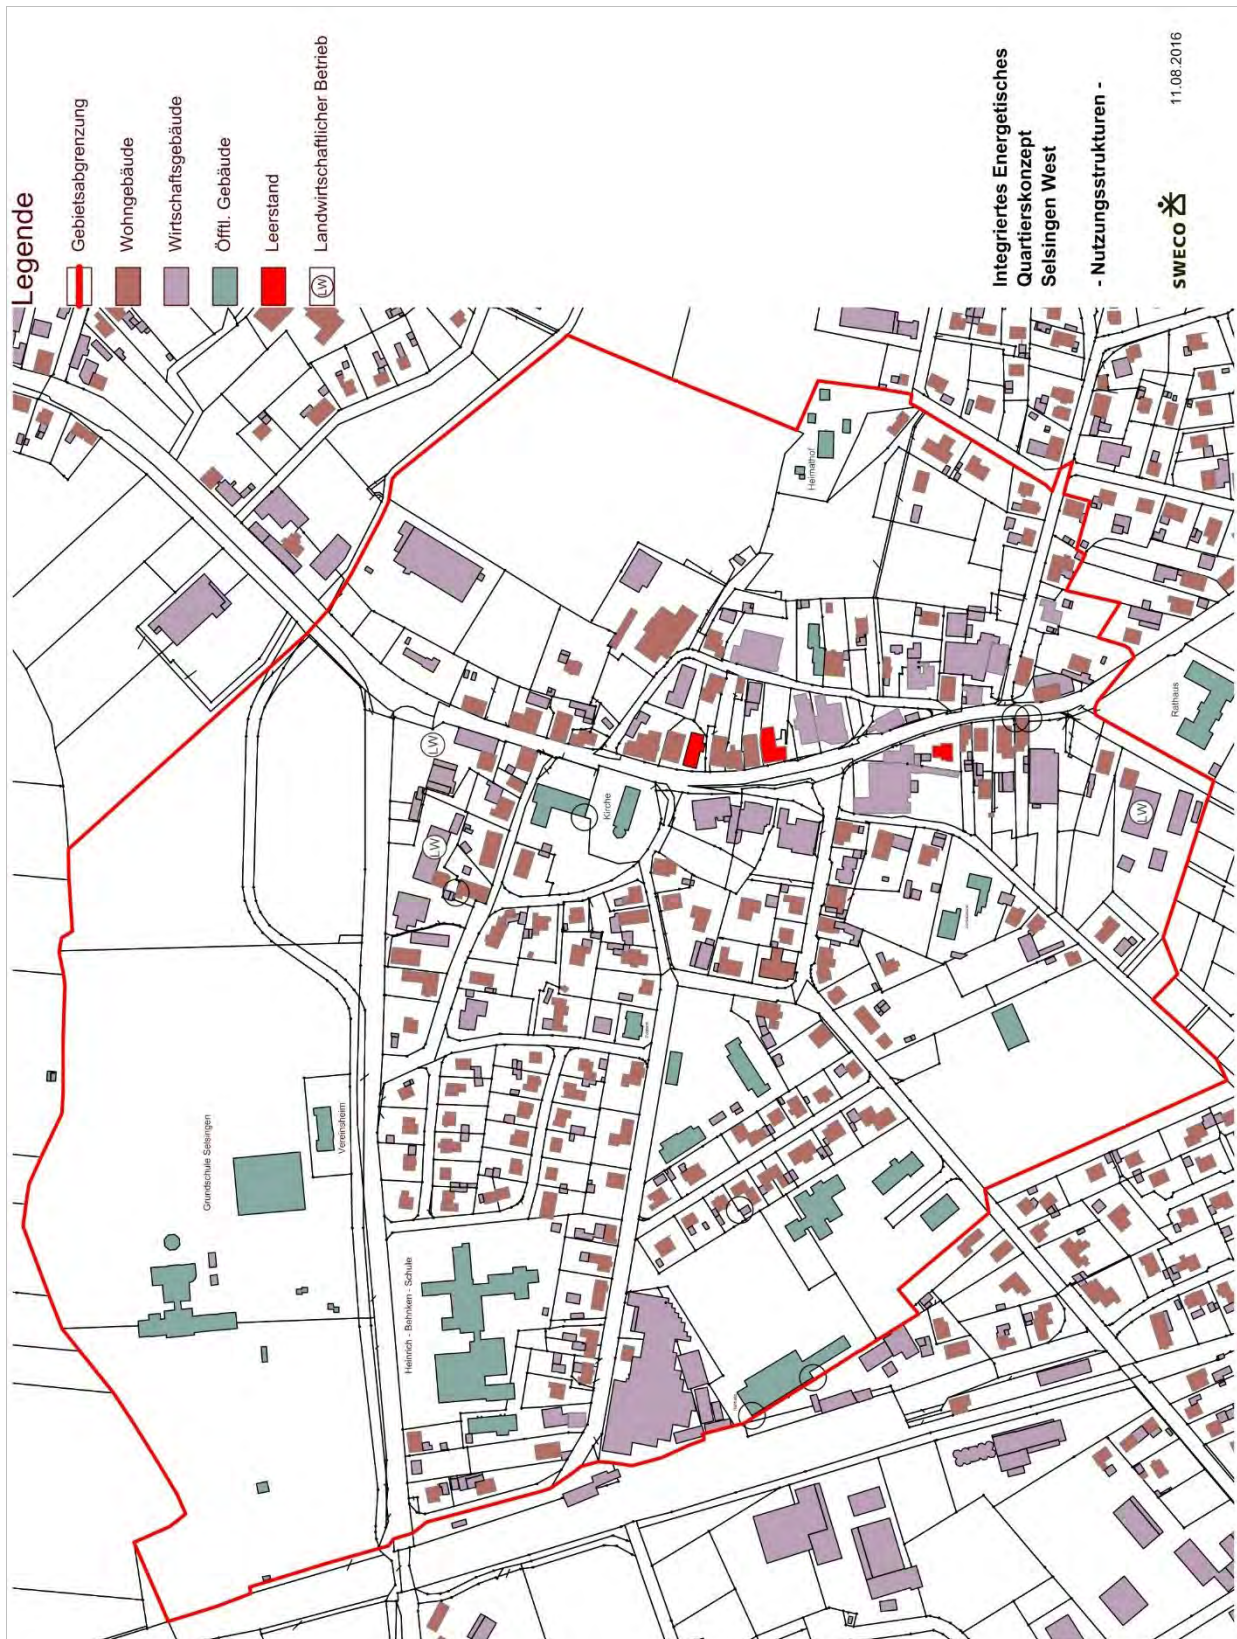 Legende
Gebietsabgrenzung
Wohngebäude
Wirtschaftsgebäude
Öfftl. Gebäude
Leerstand
LW Landwirtschaftlicher Betrieb
Integriertes Energetisches
Quartierskonzept
Selsingen West
- Nutzungsstrukturen -
SWECO
11.08.2016
Grundschule Selsingen
Vereinsheim
Heinrich - Behnken - Schule
LW
LW
Kirche
Heimathof
LW
Rathaus